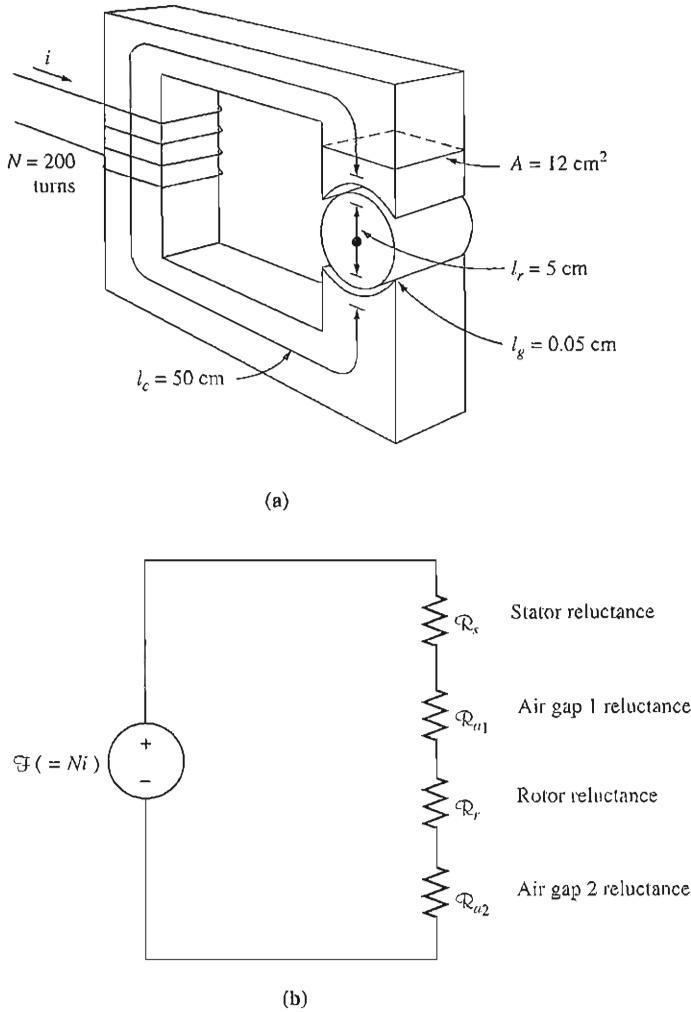 i
N = 200
turns
A = 12 cm²
l_r = 5 cm
l_g = 0.05 cm
l_c = 50 cm
(a)
ℛ_s Stator reluctance
ℛ_a1 Air gap 1 reluctance
+
ℱ ( = Ni )
−
ℛ_r Rotor reluctance
ℛ_a2 Air gap 2 reluctance
(b)